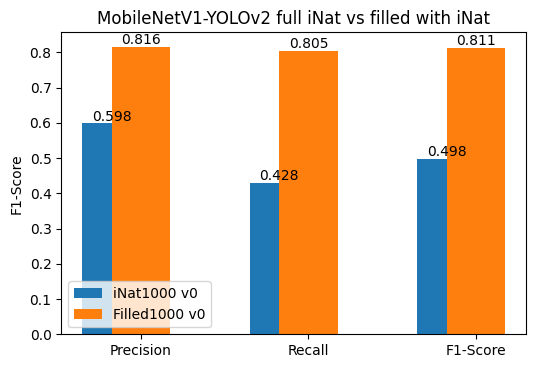 MobileNetV1-YOLOv2 full iNat vs filled with iNat
F1-Score
0.8
0.7
0.6
0.5
0.4
0.3
0.2
0.1
0.0
0.598
0.816
0.428
0.805
0.498
0.811
iNat1000 v0
Filled1000 v0
Precision
Recall
F1-Score